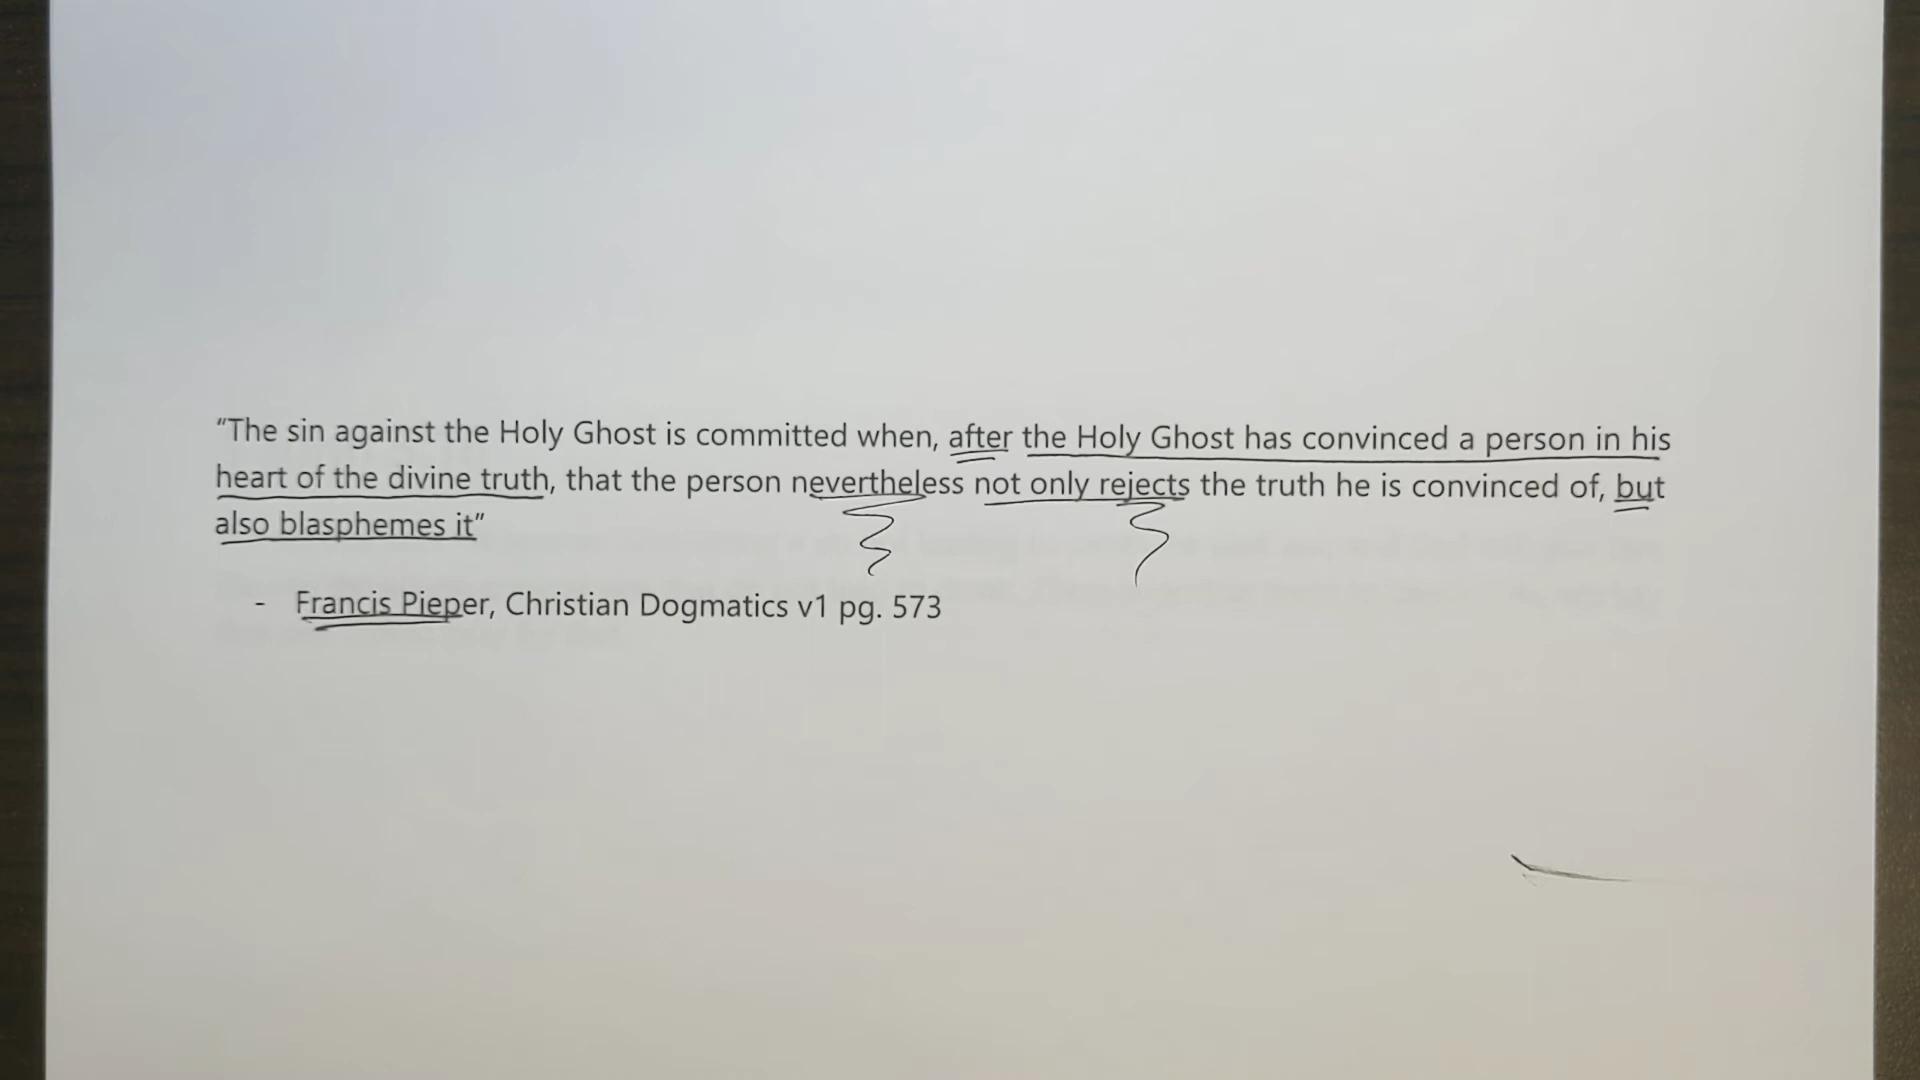 “The sin against the Holy Ghost is committed when, after the Holy Ghost has convinced a person in his
heart of the divine truth, that the person nevertheless not only rejects the truth he is convinced of, but
also blasphemes it”
- Francis Pieper, Christian Dogmatics v1 pg. 573